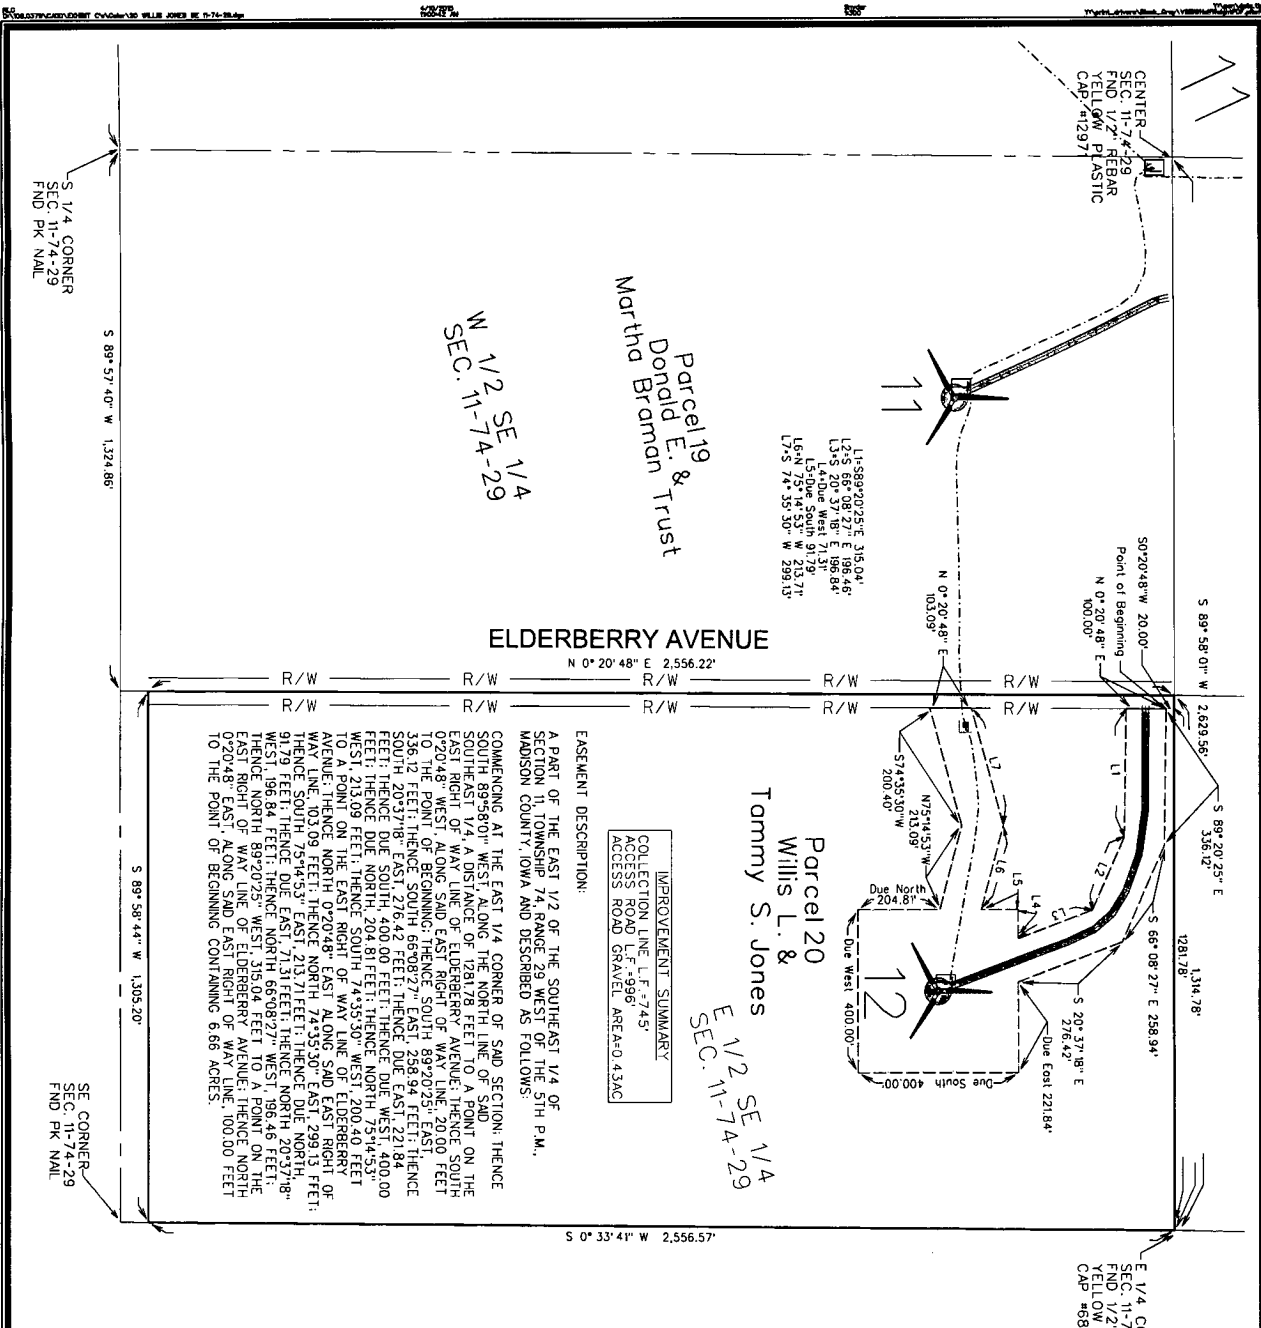 11
CENTER
SEC. 11-74-29
FND 1/2" REBAR
YELLOW PLASTIC
CAP #1297
S 1/4 CORNER
SEC. 11-74-29
FND PK NAIL
S 89° 57' 40" W 1,324.86'
Parcel 19
Donald E. &
Martha Braman Trust
W 1/2 SE 1/4
SEC. 11-74-29
11
L1=S89°20'25"E 315.04'
L2=S 66° 08' 27" E 196.46'
L3=S 20° 37' 18" E 196.84'
L4=Due West 71.31'
L5=Due South 91.79'
L6=N 75° 14' 53" W 213.71'
L7=S 74° 35' 30" W 299.13'
S 89° 58' 01" W 2,629.56'
S0°20'48"W 20.00'
Point of Beginning
N 0° 20' 48" E
100.00'
N 0° 20' 48" E
103.09'
ELDERBERRY AVENUE
N 0° 20' 48" E 2,556.22'
R/W R/W R/W R/W R/W
R/W R/W R/W R/W R/W
L1
L2
L3
L4
L5
L6
L7
S 89° 20' 25" E
336.12'
S 66° 08' 27" E 258.94'
1,314.78'
1281.78'
S 20° 37' 18" E
276.42'
Due East 221.84'
Due South 400.00'
Due West 400.00'
Due North
204.81'
N75°14'53"W
213.09'
S74°35'30"W
200.40'
12
Parcel 20
Willis L. &
Tammy S. Jones
E 1/2 SE 1/4
SEC. 11-74-29
IMPROVEMENT SUMMARY
COLLECTION LINE L.F.=745'
ACCESS ROAD L.F.=996'
ACCESS ROAD GRAVEL AREA=0.43AC
EASEMENT DESCRIPTION:
A PART OF THE EAST 1/2 OF THE SOUTHEAST 1/4 OF
SECTION 11, TOWNSHIP 74, RANGE 29 WEST OF THE 5TH P.M.,
MADISON COUNTY, IOWA AND DESCRIBED AS FOLLOWS:
COMMENCING AT THE EAST 1/4 CORNER OF SAID SECTION; THENCE
SOUTH 89°58'01" WEST, ALONG THE NORTH LINE OF SAID
SOUTHEAST 1/4, A DISTANCE OF 1281.78 FEET TO A POINT ON THE
EAST RIGHT OF WAY LINE OF ELDERBERRY AVENUE; THENCE SOUTH
0°20'48" WEST, ALONG SAID EAST RIGHT OF WAY LINE, 20.00 FEET
TO THE POINT OF BEGINNING; THENCE SOUTH 89°20'25" EAST,
336.12 FEET; THENCE SOUTH 66°08'27" EAST, 258.94 FEET; THENCE
SOUTH 20°37'18" EAST, 276.42 FEET; THENCE DUE EAST, 221.84
FEET; THENCE DUE SOUTH, 400.00 FEET; THENCE DUE WEST, 400.00
FEET; THENCE DUE NORTH, 204.81 FEET; THENCE NORTH 75°14'53"
WEST, 213.09 FEET; THENCE SOUTH 74°35'30" WEST, 200.40 FEET
TO A POINT ON THE EAST RIGHT OF WAY LINE OF ELDERBERRY
AVENUE; THENCE NORTH 0°20'48" EAST ALONG SAID EAST RIGHT OF
WAY LINE, 103.09 FEET; THENCE NORTH 74°35'30" EAST, 299.13 FFET;
THENCE SOUTH 75°14'53" EAST, 213.71 FEET; THENCE DUE NORTH,
91.79 FEET; THENCE DUE EAST, 71.31 FEET; THENCE NORTH 20°37'18"
WEST, 196.84 FEET; THENCE NORTH 66°08'27" WEST, 196.46 FEET;
THENCE NORTH 89°20'25" WEST, 315.04 FEET TO A POINT ON THE
EAST RIGHT OF WAY LINE OF ELDERBERRY AVENUE; THENCE NORTH
0°20'48" EAST, ALONG SAID EAST RIGHT OF WAY LINE, 100.00 FEET
TO THE POINT OF BEGINNING CONTAINING 6.66 ACRES.
S 89° 58' 44" W 1,305.20'
S 0° 33' 41" W 2,556.57'
SE CORNER
SEC. 11-74-29
FND PK NAIL
E 1/4 CO
SEC. 11-7
FND 1/2"
YELLOW
CAP #68